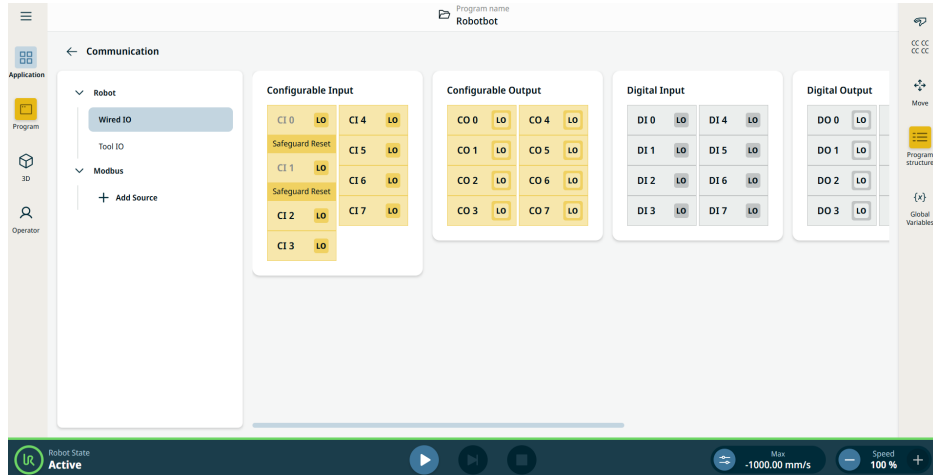 Program name
Robotbot
Application
Program
3D
Operator
Communication
Robot
Wired IO
Tool IO
Modbus
Add Source
Configurable Input
CI 0 LO CI 4 LO
Safeguard Reset
CI 5 LO
CI 1 LO
CI 6 LO
Safeguard Reset
CI 2 LO CI 7 LO
CI 3 LO
Configurable Output
CO 0 LO CO 4 LO
CO 1 LO CO 5 LO
CO 2 LO CO 6 LO
CO 3 LO CO 7 LO
Digital Input
DI 0 LO DI 4 LO
DI 1 LO DI 5 LO
DI 2 LO DI 6 LO
DI 3 LO DI 7 LO
Digital Output
DO 0 LO
DO 1 LO
DO 2 LO
DO 3 LO
CC CC
CC CC
Move
Program
structure
{x}
Global
Variables
UR
Robot State
Active
Max
-1000.00 mm/s
Speed
100 %